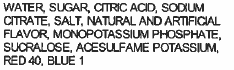 WATER, SUGAR, CITRIC ACID, SODIUM
CITRATE, SALT, NATURAL AND ARTIFICIAL
FLAVOR, MONOPOTASSIUM PHOSPHATE,
SUCRALOSE, ACESULFAME POTASSIUM,
RED 40, BLUE 1